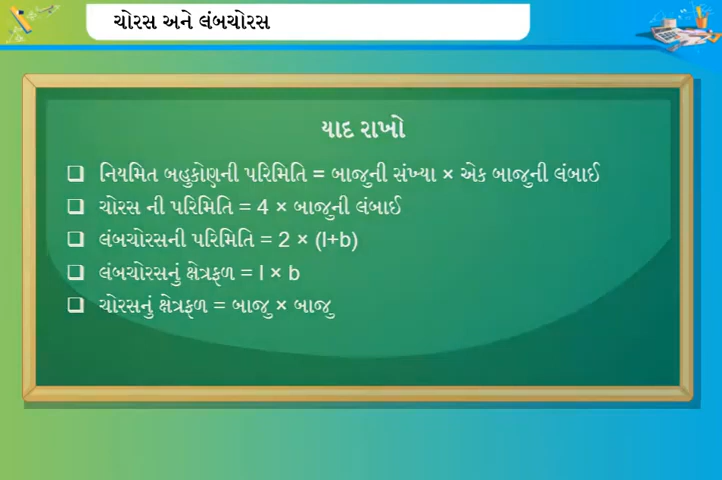 ચોરસ અને લંબચોરસ
યાદ રાખો
❑ નિયમિત બહુકોણની પરિમિતિ = બાજુની સંખ્યા × એક બાજુની લંબાઈ
❑ ચોરસ ની પરિમિતિ = 4 × બાજુની લંબાઈ
❑ લંબચોરસની પરિમિતિ = 2 × (l+b)
❑ લંબચોરસનું ક્ષેત્રફળ = l × b
❑ ચોરસનું ક્ષેત્રફળ = બાજુ × બાજુ